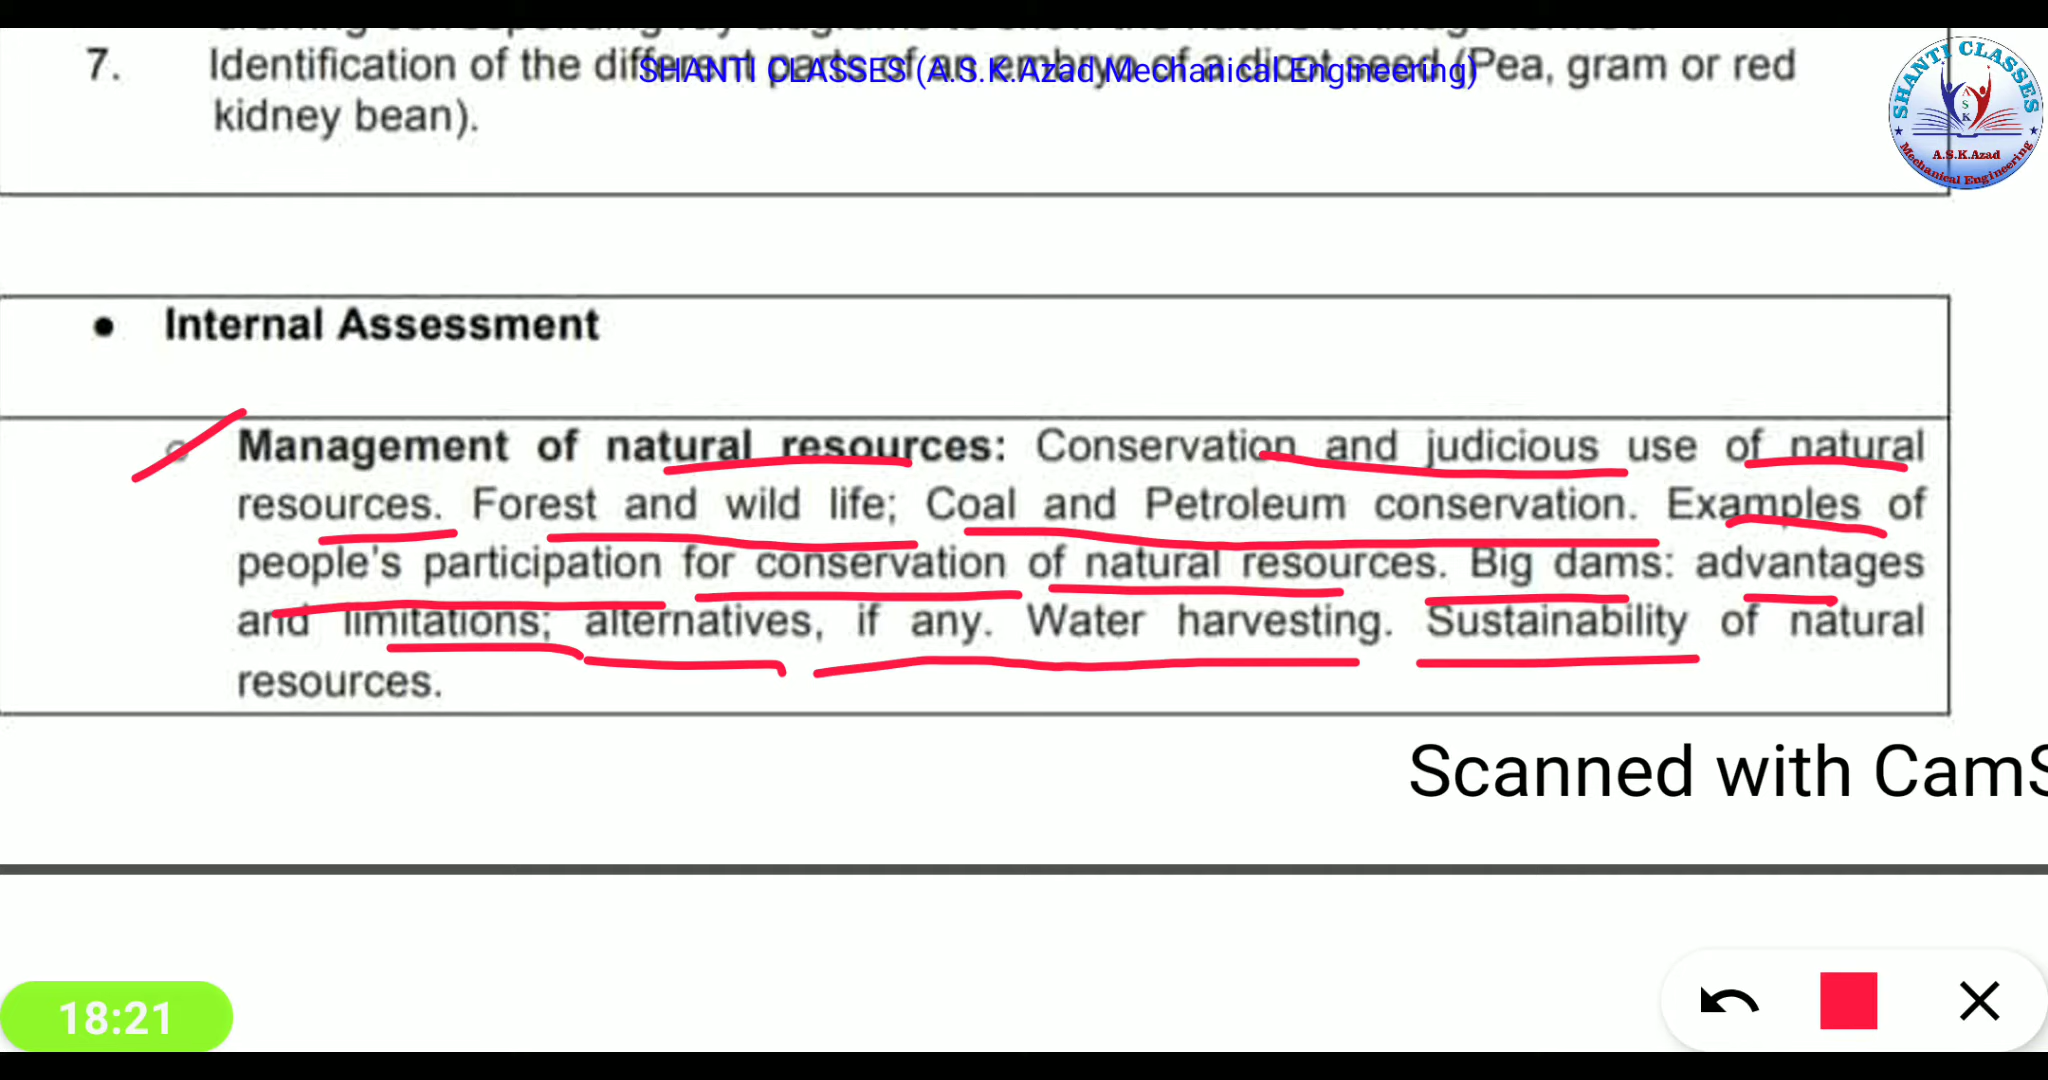 7. Identification of the different parts of an embryo of a dicot seed (Pea, gram or red
SHANTI CLASSES (A.S.K.Azad Mechanical Engineering)
kidney bean).
SHANTI CLASSES
A S K
A.S.K.Azad
Mechanical Engineering
• Internal Assessment
Management of natural resources: Conservation and judicious use of natural
resources. Forest and wild life; Coal and Petroleum conservation. Examples of
people's participation for conservation of natural resources. Big dams: advantages
and limitations; alternatives, if any. Water harvesting. Sustainability of natural
resources.
Scanned with CamS
18:21